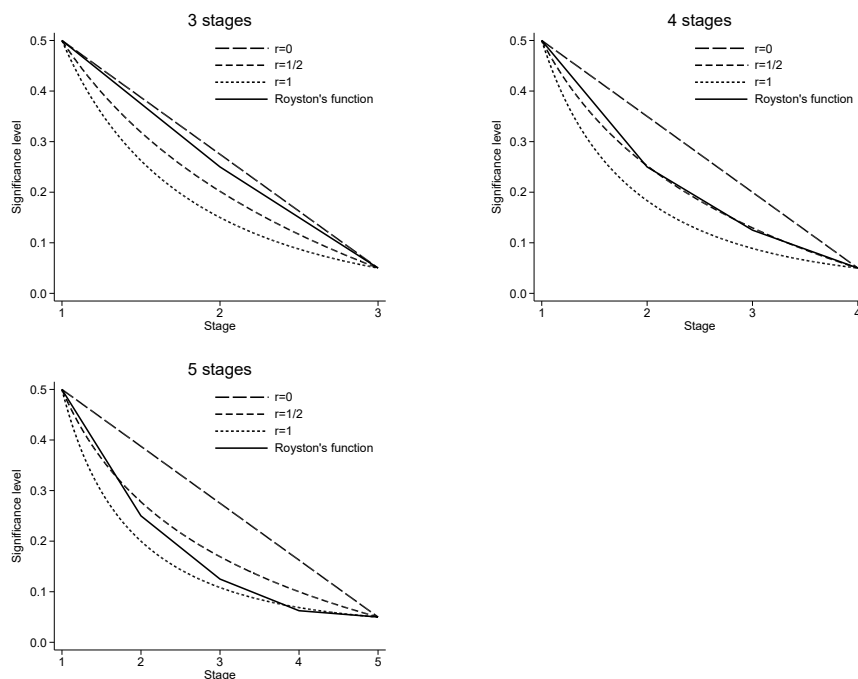 3 stages
r=0
r=1/2
r=1
Royston's function
Significance level
0.5
0.4
0.3
0.2
0.1
0.0
1 2 3
Stage
4 stages
r=0
r=1/2
r=1
Royston's function
Significance level
0.5
0.4
0.3
0.2
0.1
0.0
1 2 3 4
Stage
5 stages
r=0
r=1/2
r=1
Royston's function
Significance level
0.5
0.4
0.3
0.2
0.1
0.0
1 2 3 4 5
Stage